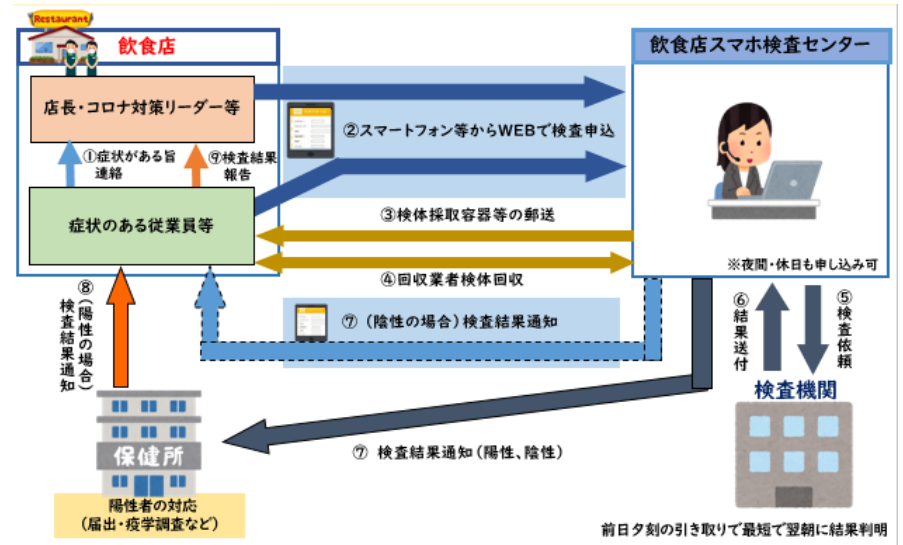 Restaurant
飲食店
飲食店スマホ検査センター
店長・コロナ対策リーダー等
②スマートフォン等からWEBで検査申込
①症状がある旨
連絡
⑨検査結果
報告
症状のある従業員等
③検体採取容器等の郵送
④回収業者検体回収
※夜間・休日も申し込み可
⑧(陽性の場合)
検査結果通知
⑦(陰性の場合)検査結果通知
⑥結果送付
⑤検査依頼
検査機関
保健所
⑦ 検査結果通知(陽性、陰性)
陽性者の対応
(届出・疫学調査など)
前日夕刻の引き取りで最短で翌朝に結果判明